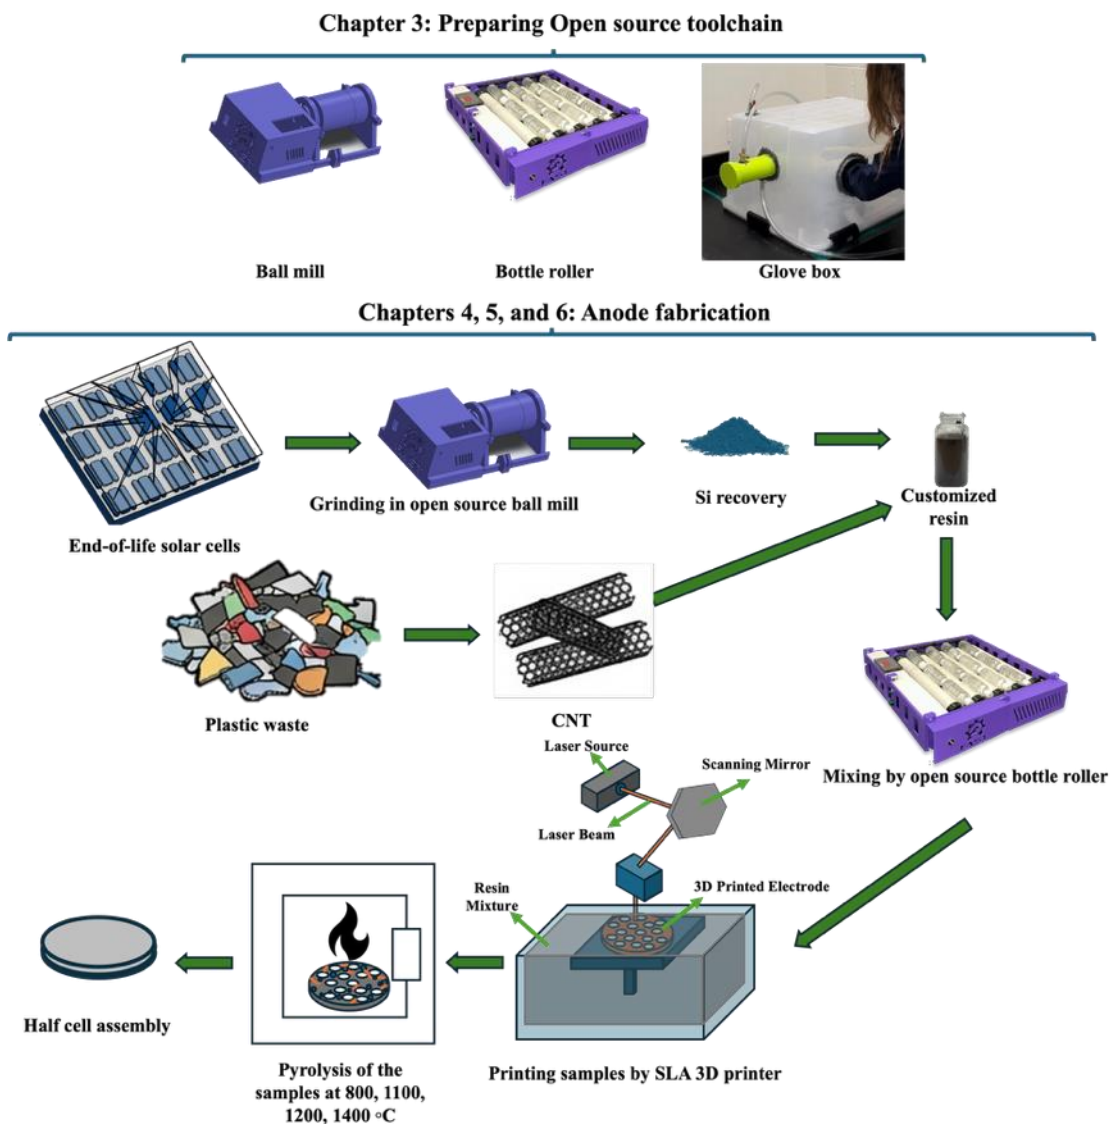 Chapter 3: Preparing Open source toolchain
Ball mill
Bottle roller
Glove box
Chapters 4, 5, and 6: Anode fabrication
End-of-life solar cells
Grinding in open source ball mill
Si recovery
Customized
resin
Plastic waste
CNT
Mixing by open source bottle roller
Laser Source
Scanning Mirror
Laser Beam
Resin
Mixture
3D Printed Electrode
Printing samples by SLA 3D printer
Pyrolysis of the
samples at 800, 1100,
1200, 1400 ◦C
Half cell assembly